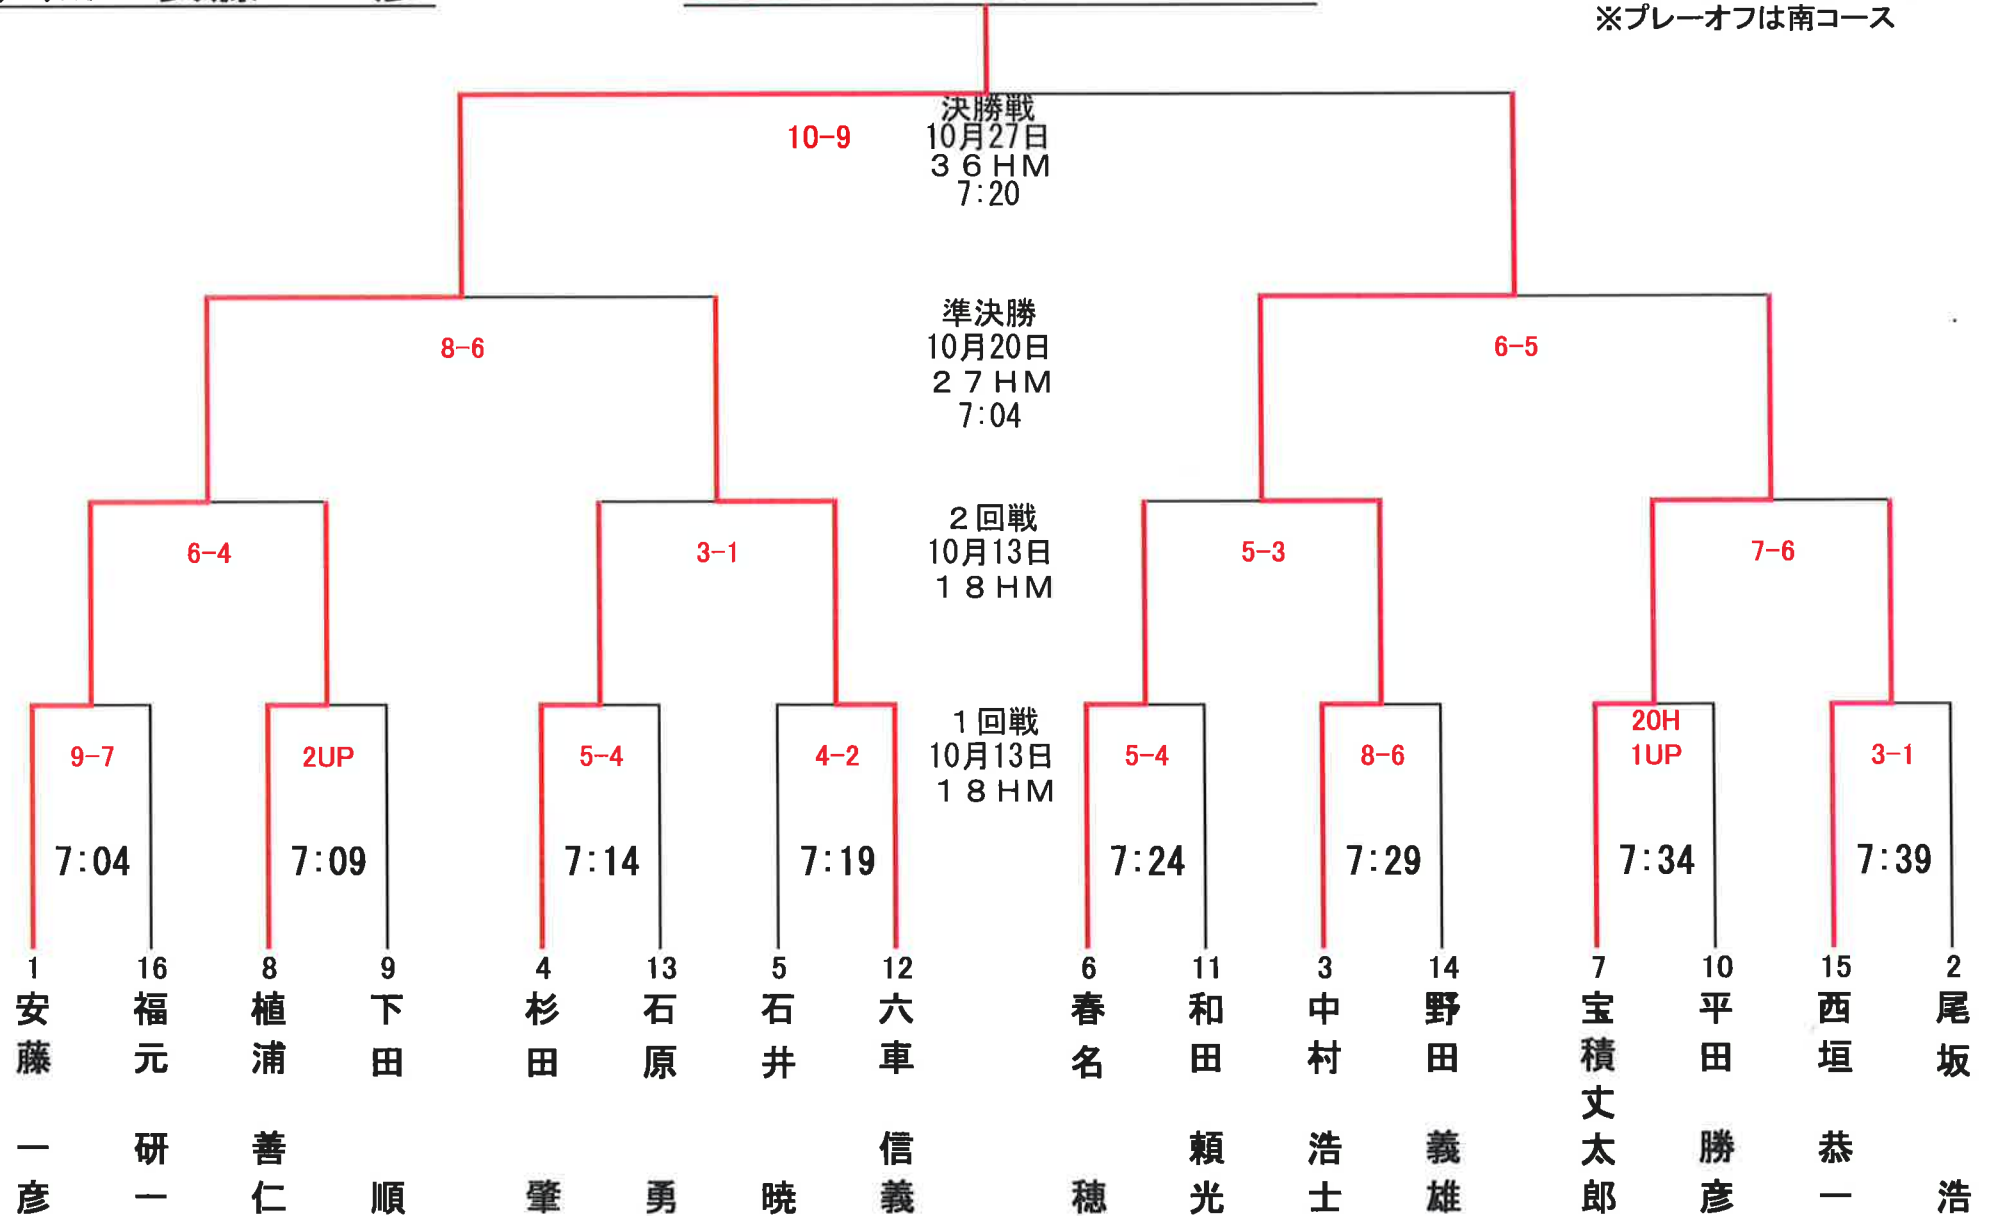 ※プレーオフは南コース
決勝戦
10月27日
36HM
7:20
10-9
準決勝
10月20日
27HM
7:04
8-6
6-5
2回戦
10月13日
18HM
6-4
3-1
5-3
7-6
1回戦
10月13日
18HM
9-7
2UP
5-4
4-2
5-4
8-6
20H
1UP
3-1
7:04
7:09
7:14
7:19
7:24
7:29
7:34
7:39
1 安藤 一彦
16 福元 研一
8 植浦 善仁
9 下田 順
4 杉田 肇
13 石原 勇
5 石井 暁
12 六車 信義
6 春名 穂
11 和田 頼光
3 中村 浩士
14 野田 義雄
7 宝積丈太郎
10 平田 勝彦
15 西垣 恭一
2 尾坂 浩